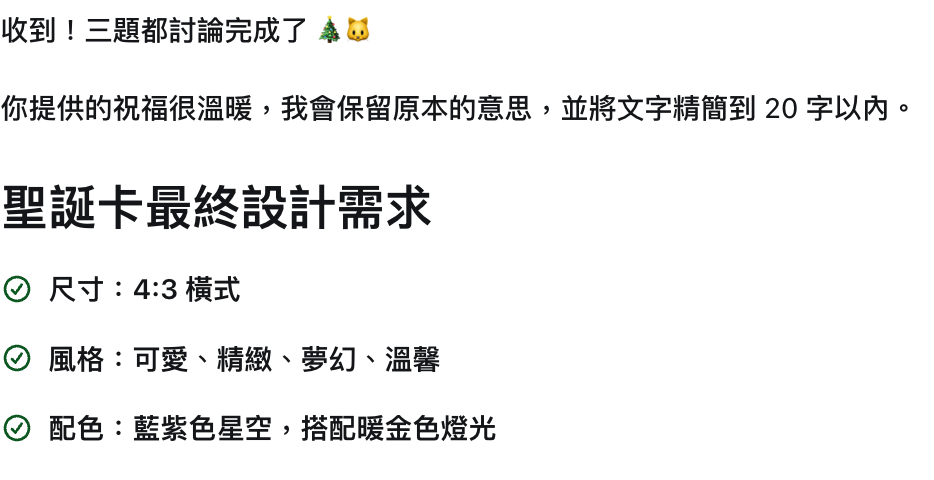 收到！三題都討論完成了 🎄🐱
你提供的祝福很溫暖，我會保留原本的意思，並將文字精簡到 20 字以內。
聖誕卡最終設計需求
尺寸：4:3 橫式
風格：可愛、精緻、夢幻、溫馨
配色：藍紫色星空，搭配暖金色燈光